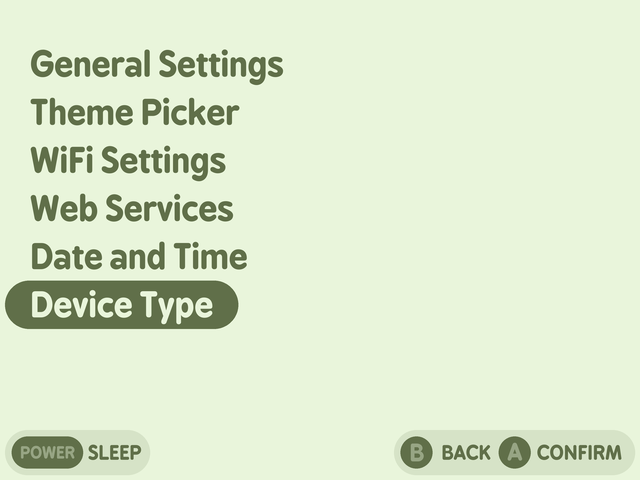 General Settings
Theme Picker
WiFi Settings
Web Services
Date and Time
Device Type
POWER SLEEP B BACK A CONFIRM